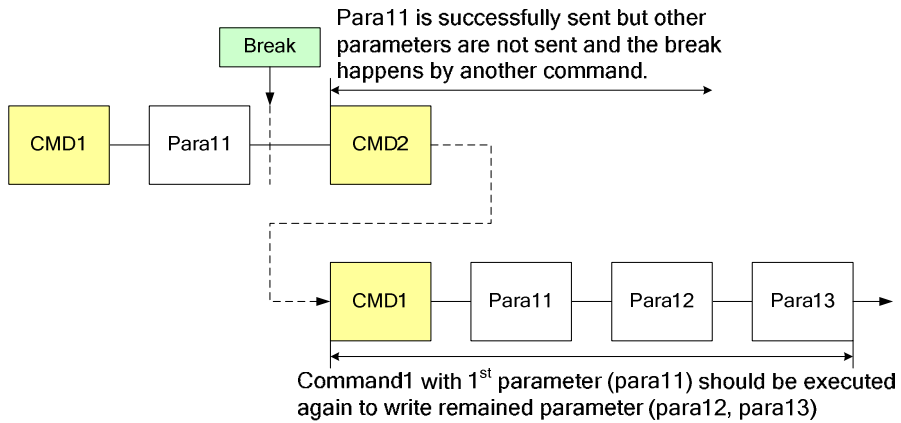 Para11 is successfully sent but other
parameters are not sent and the break
happens by another command.
Break
CMD1
Para11
CMD2
CMD1
Para11
Para12
Para13
Command1 with 1st parameter (para11) should be executed
again to write remained parameter (para12, para13)